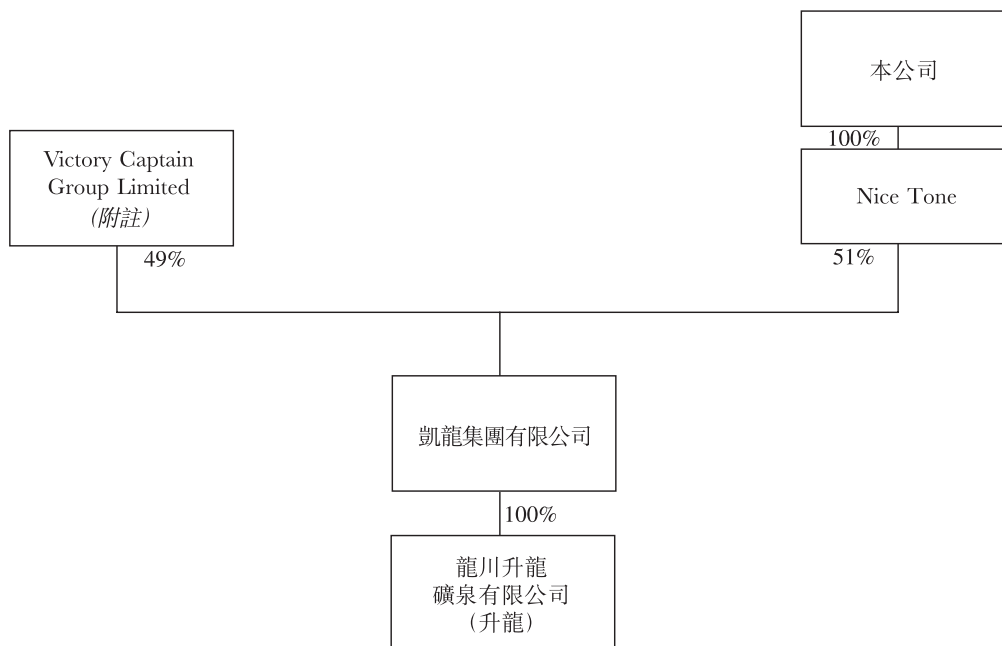 本公司
100%
Victory Captain
Group Limited
(附註)
Nice Tone
49%
51%
凱龍集團有限公司
100%
龍川升龍
礦泉有限公司
(升龍)